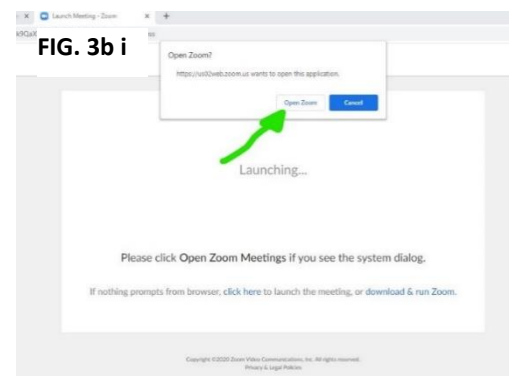 Launch Meeting - Zoom
FIG. 3b i
Open Zoom?
https://us02web.zoom.us wants to open this application.
Open Zoom Cancel
Launching...
Please click Open Zoom Meetings if you see the system dialog.
If nothing prompts from browser, click here to launch the meeting, or download & run Zoom.
Copyright ©2020 Zoom Video Communications, Inc. All rights reserved.
Privacy & Legal Policies